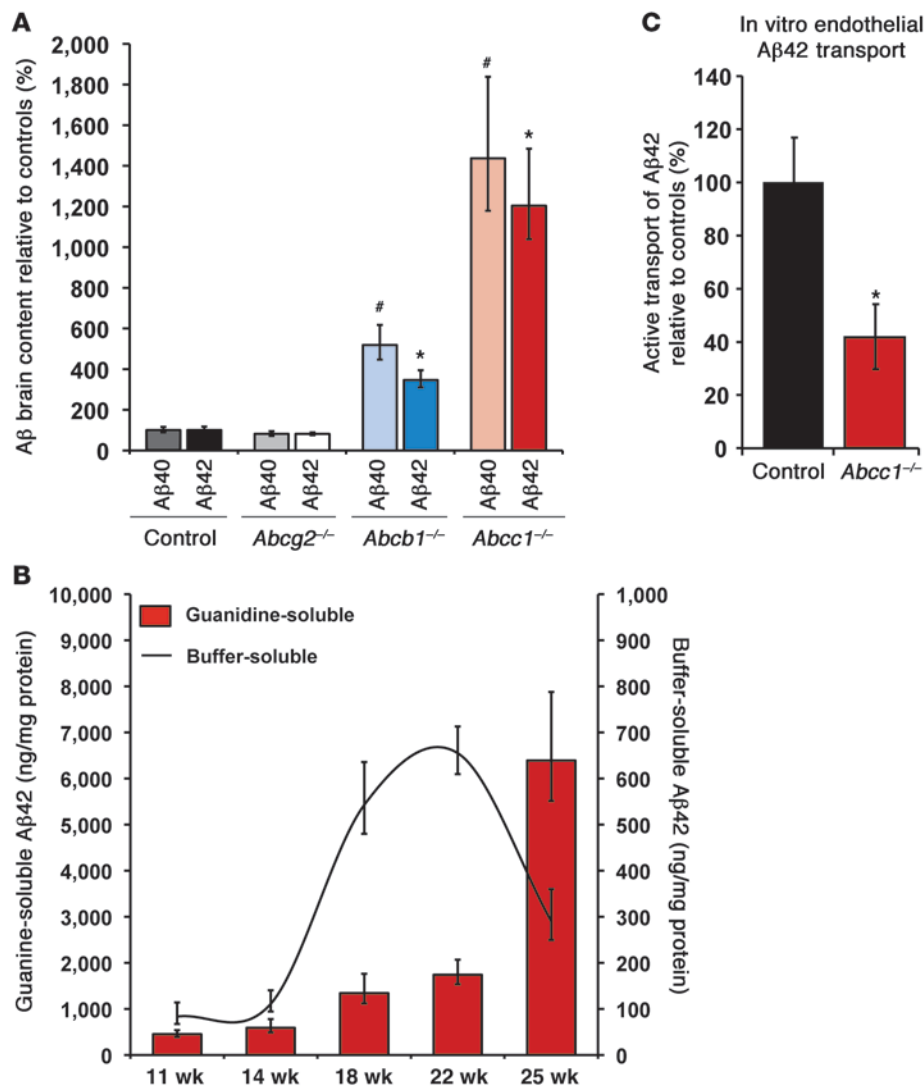 A
Aβ brain content relative to controls (%)
2,000
1,800
1,600
1,400
1,200
1,000
800
600
400
200
0
#
*
#
*
Aβ40
Aβ42
Aβ40
Aβ42
Aβ40
Aβ42
Aβ40
Aβ42
Control
Abcg2–/–
Abcb1–/–
Abcc1–/–
C
In vitro endothelial
Aβ42 transport
Active transport of Aβ42
relative to controls (%)
140
120
100
80
60
40
20
0
*
Control
Abcc1–/–
B
Guanine-soluble Aβ42 (ng/mg protein)
10,000
9,000
8,000
7,000
6,000
5,000
4,000
3,000
2,000
1,000
0
Guanidine-soluble
Buffer-soluble
1,000
900
800
700
600
500
400
300
200
100
0
Buffer-soluble Aβ42 (ng/mg protein)
11 wk
14 wk
18 wk
22 wk
25 wk